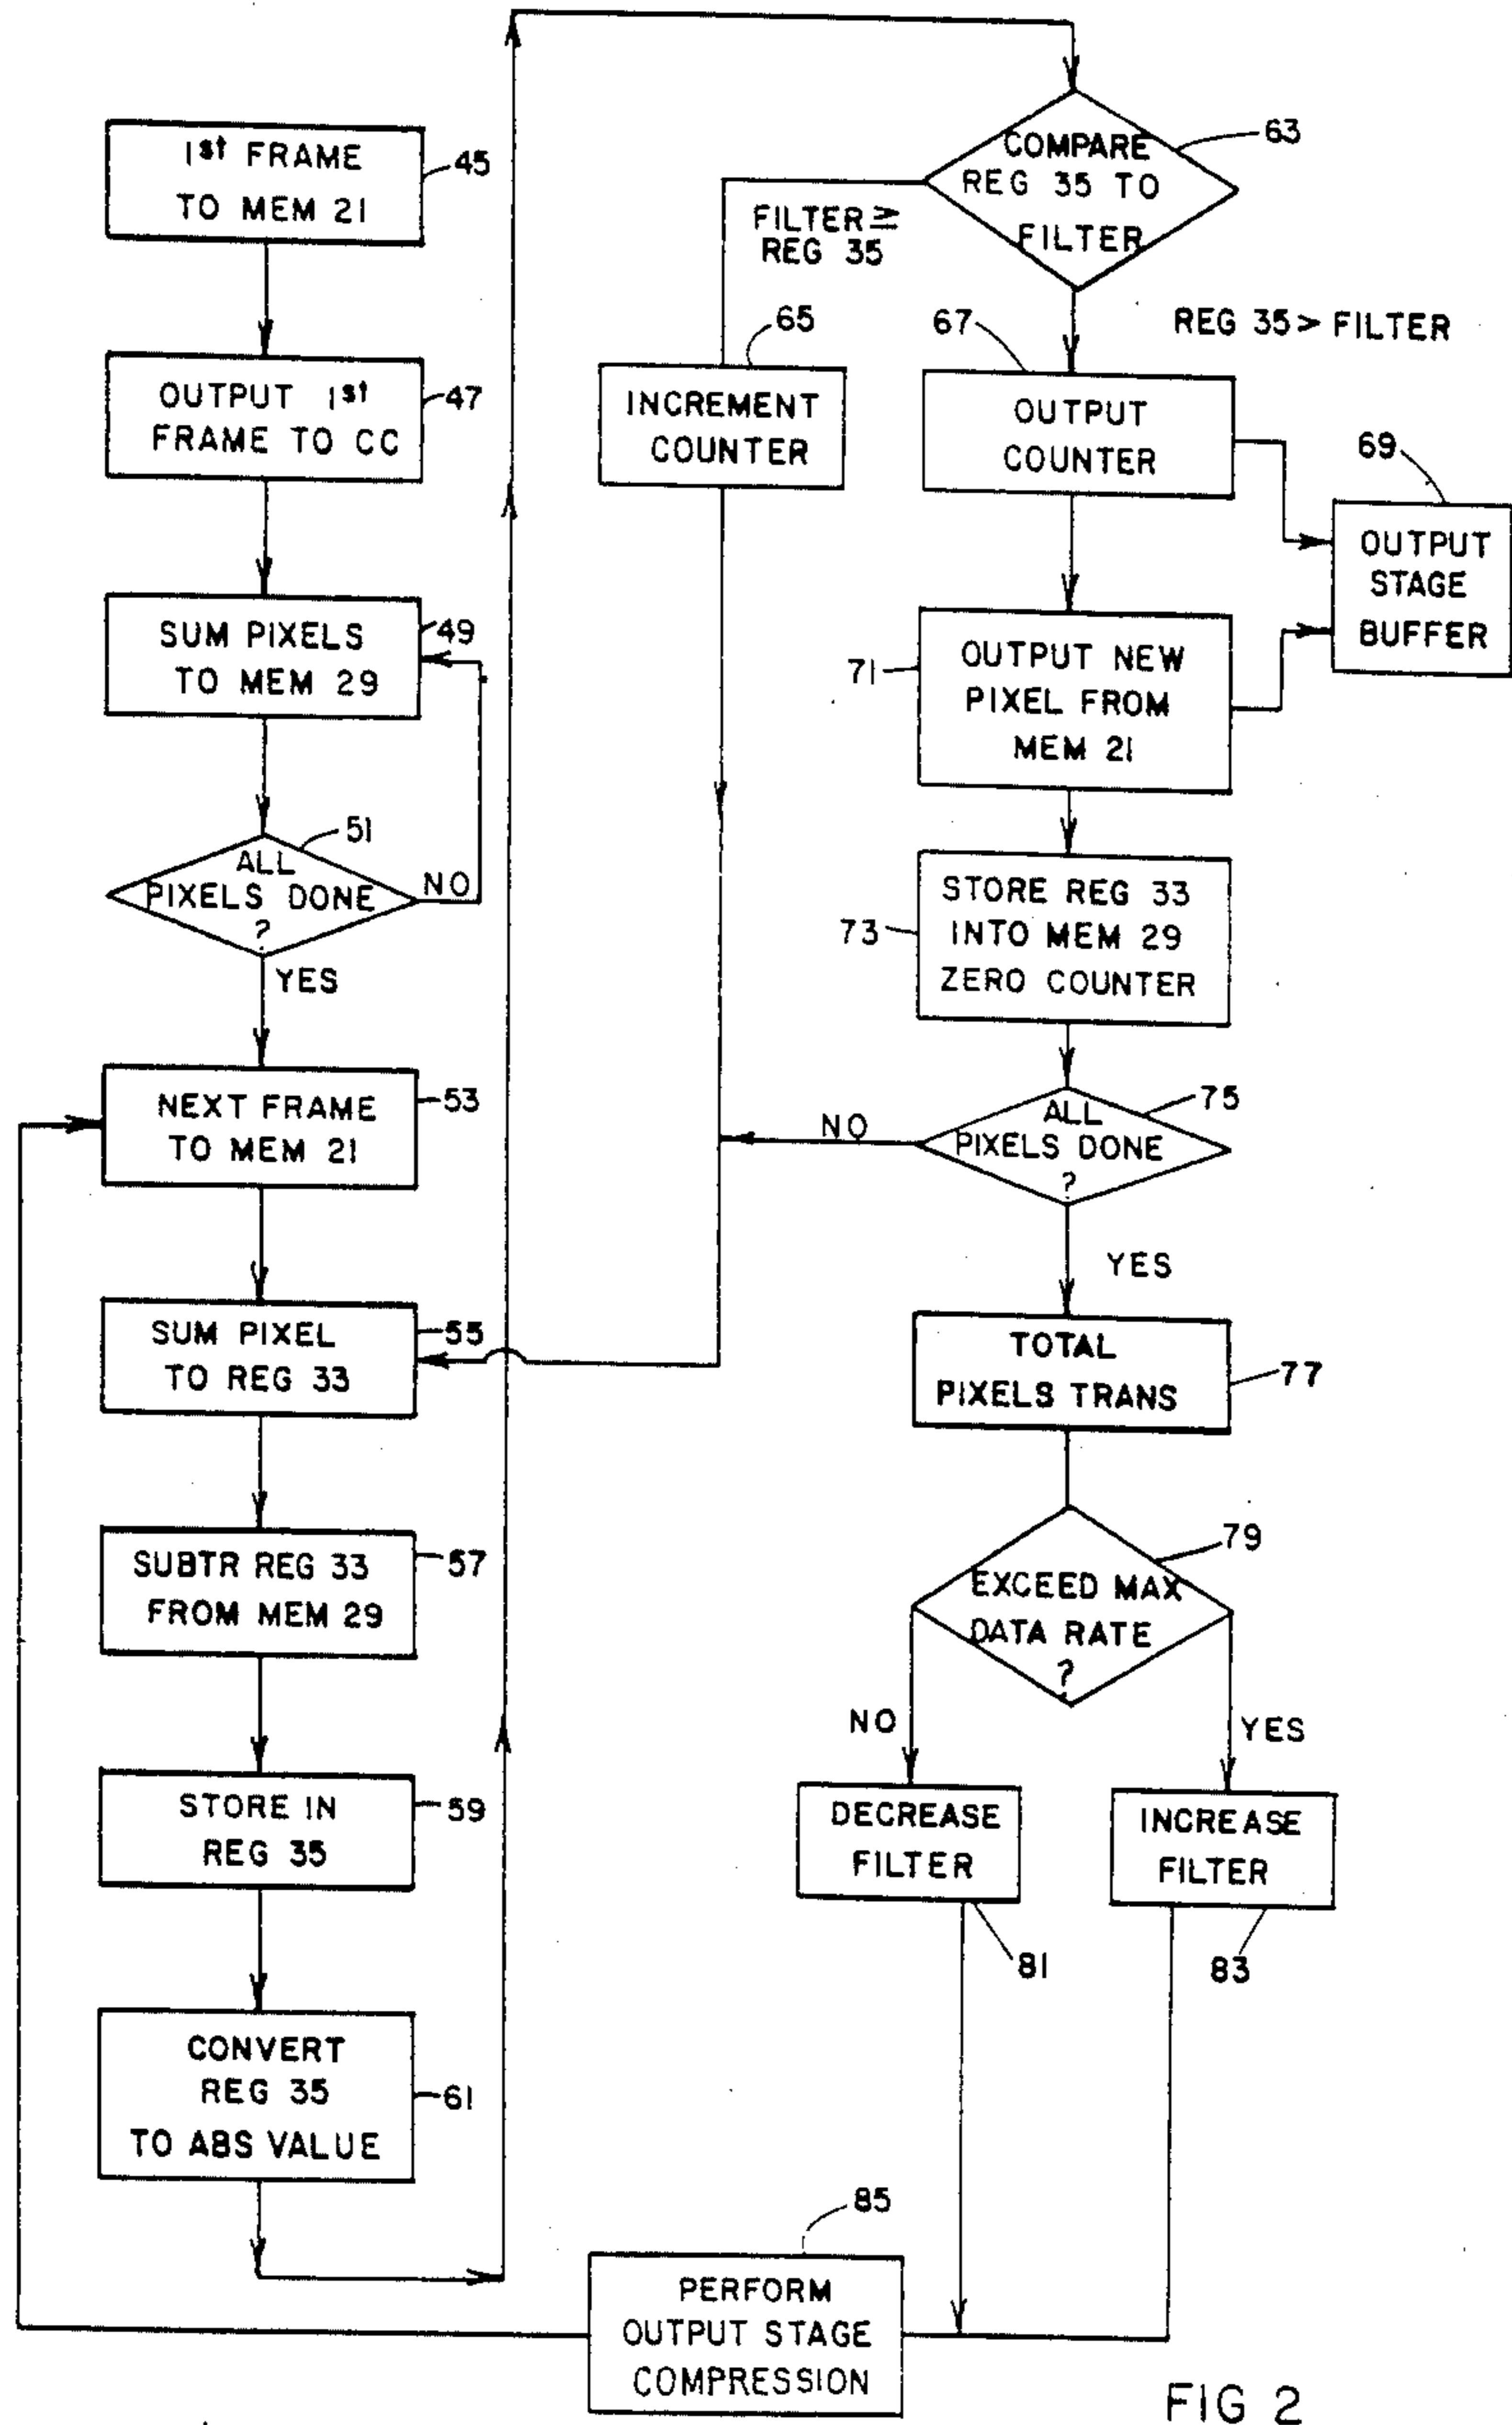 1st FRAME
TO MEM 21
45
OUTPUT 1st
FRAME TO CC
47
SUM PIXELS
TO MEM 29
49
ALL
PIXELS DONE
?
51
NO
YES
NEXT FRAME
TO MEM 21
53
SUM PIXEL
TO REG 33
55
SUBTR REG 33
FROM MEM 29
57
STORE IN
REG 35
59
CONVERT
REG 35
TO ABS VALUE
61
COMPARE
REG 35 TO
FILTER
63
FILTER ≥
REG 35
REG 35 > FILTER
INCREMENT
COUNTER
65
OUTPUT
COUNTER
67
OUTPUT
STAGE
BUFFER
69
OUTPUT NEW
PIXEL FROM
MEM 21
71
STORE REG 33
INTO MEM 29
ZERO COUNTER
73
ALL
PIXELS DONE
?
75
NO
YES
TOTAL
PIXELS TRANS
77
EXCEED MAX
DATA RATE
?
79
NO
YES
DECREASE
FILTER
81
INCREASE
FILTER
83
PERFORM
OUTPUT STAGE
COMPRESSION
85
FIG 2